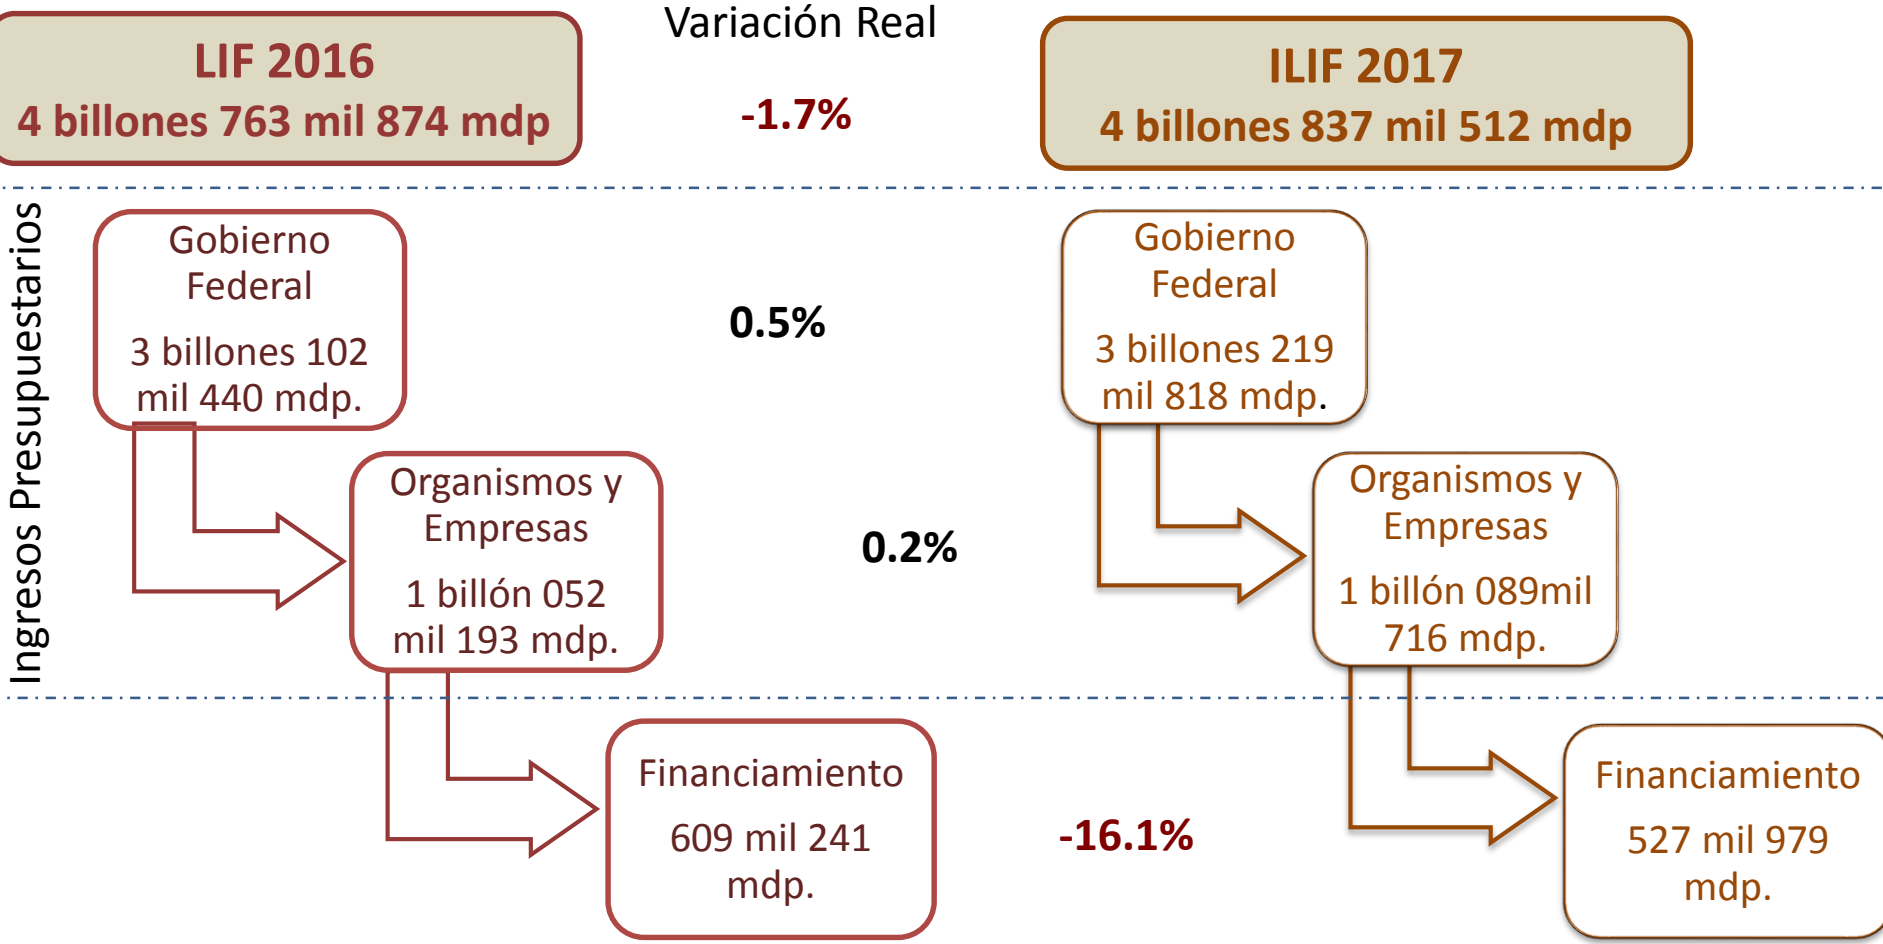 LIF 2016
4 billones 763 mil 874 mdp
Variación Real
-1.7%
ILIF 2017
4 billones 837 mil 512 mdp
Ingresos Presupuestarios
Gobierno
Federal
3 billones 102
mil 440 mdp.
0.5%
Gobierno
Federal
3 billones 219
mil 818 mdp.
Organismos y
Empresas
1 billón 052
mil 193 mdp.
0.2%
Organismos y
Empresas
1 billón 089mil
716 mdp.
Financiamiento
609 mil 241
mdp.
-16.1%
Financiamiento
527 mil 979
mdp.